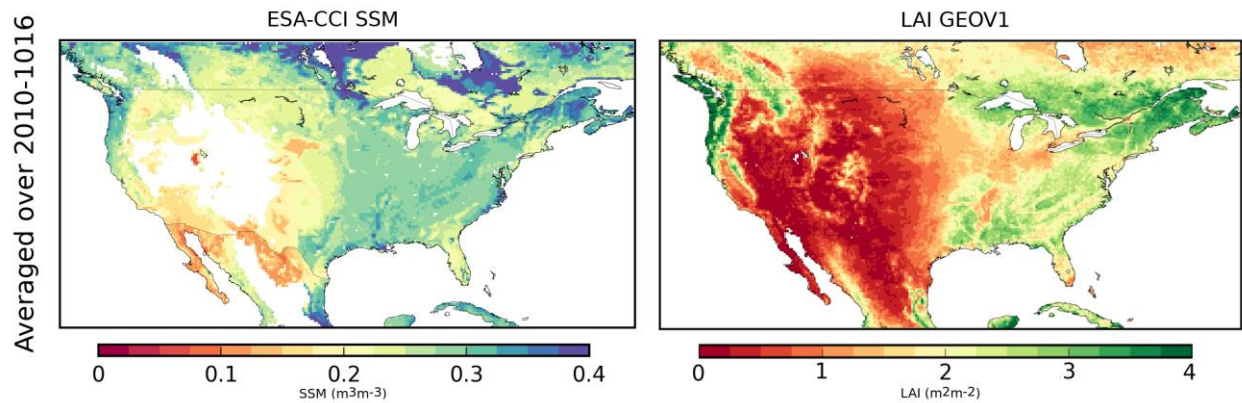 ESA-CCI SSM
LAI GEOV1
Averaged over 2010-1016
0 0.1 0.2 0.3 0.4
SSM (m3m-3)
0 1 2 3 4
LAI (m2m-2)